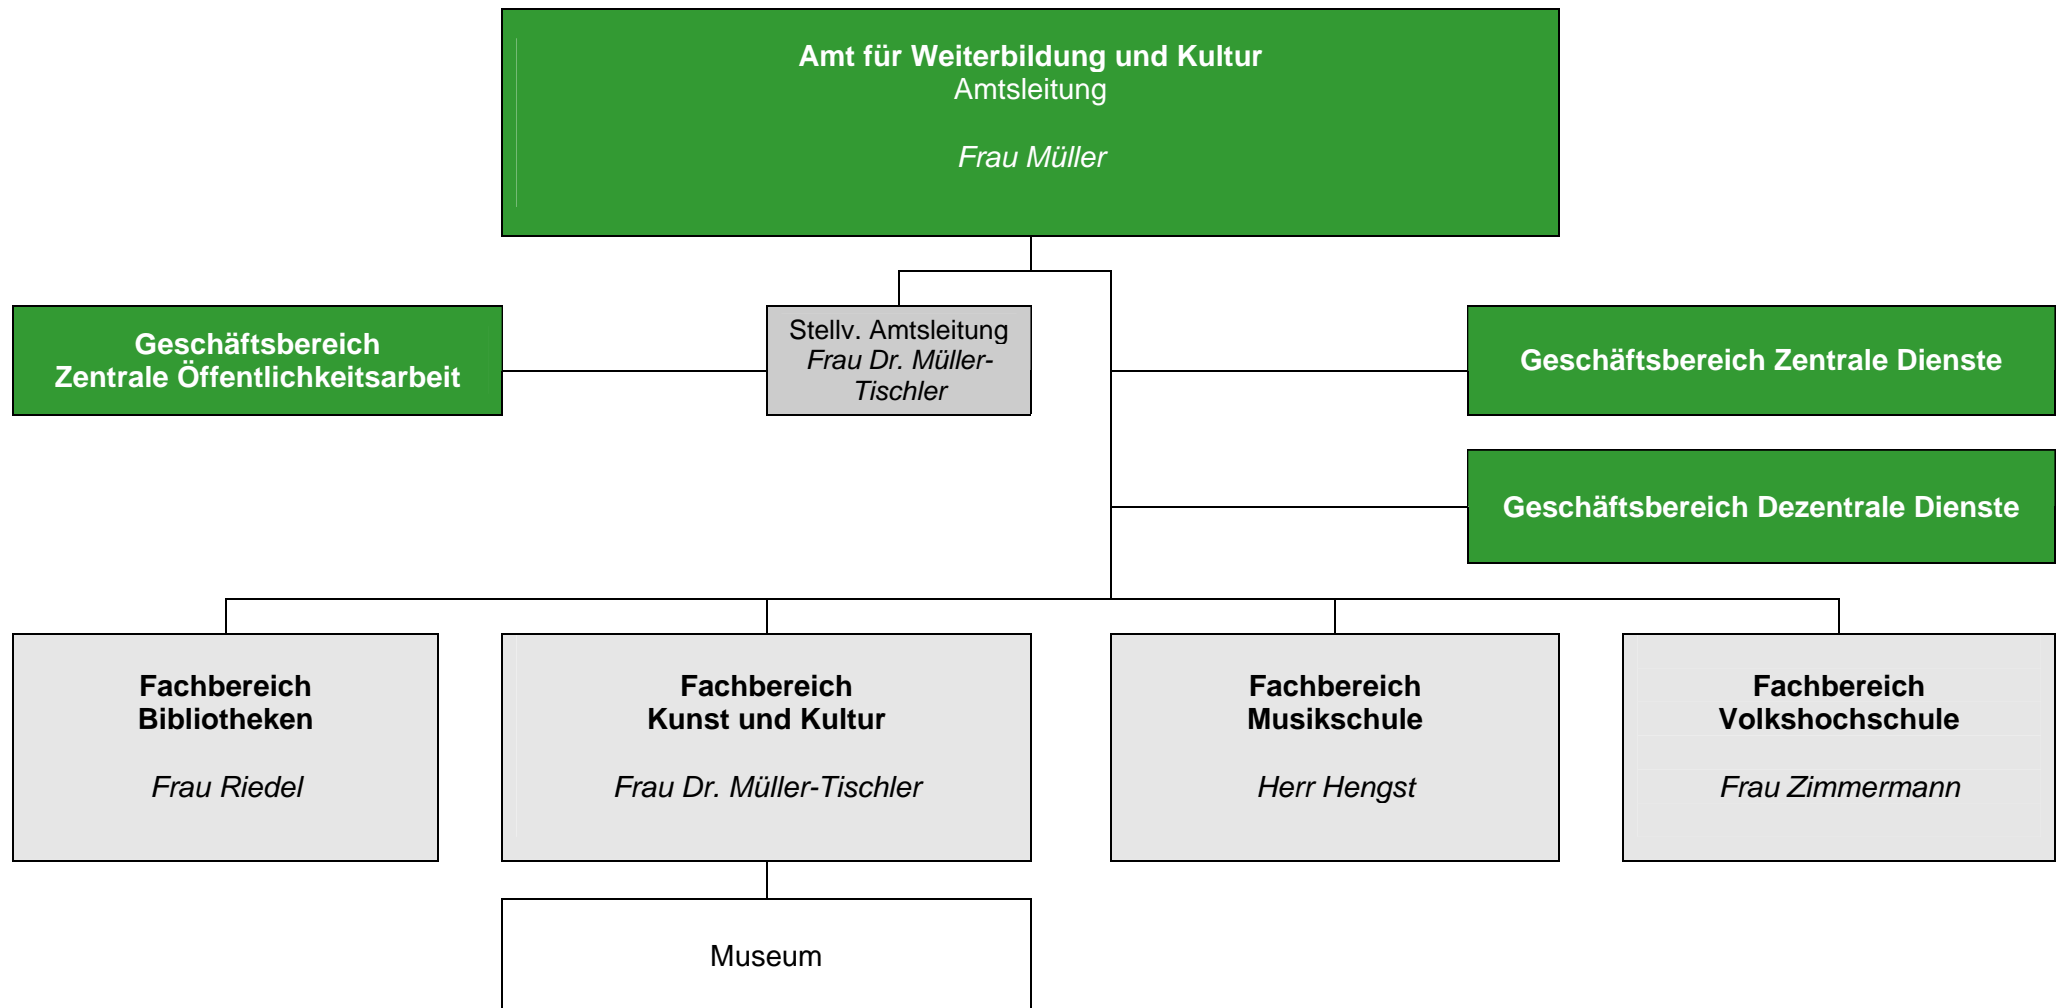 Amt für Weiterbildung und Kultur
Amtsleitung
Frau Müller
Geschäftsbereich
Zentrale Öffentlichkeitsarbeit
Stellv. Amtsleitung
Frau Dr. Müller-
Tischler
Geschäftsbereich Zentrale Dienste
Geschäftsbereich Dezentrale Dienste
Fachbereich
Bibliotheken
Frau Riedel
Fachbereich
Kunst und Kultur
Frau Dr. Müller-Tischler
Fachbereich
Musikschule
Herr Hengst
Fachbereich
Volkshochschule
Frau Zimmermann
Museum